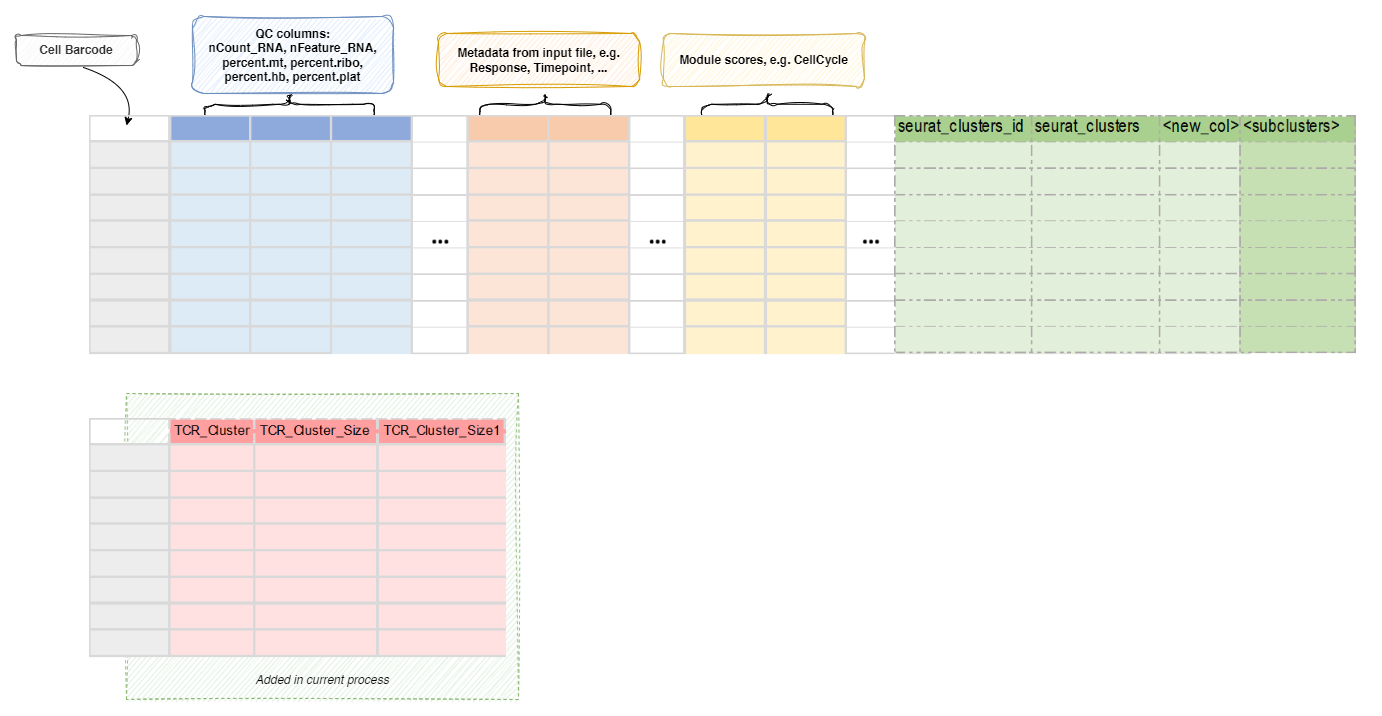 Cell Barcode
QC columns:
nCount_RNA, nFeature_RNA,
percent.mt, percent.ribo,
percent.hb, percent.plat
Metadata from input file, e.g.
Response, Timepoint, ...
Module scores, e.g. CellCycle
seurat_clusters_id seurat_clusters <new_col> <subclusters>
... ... ...
TCR_Cluster TCR_Cluster_Size TCR_Cluster_Size1
Added in current process